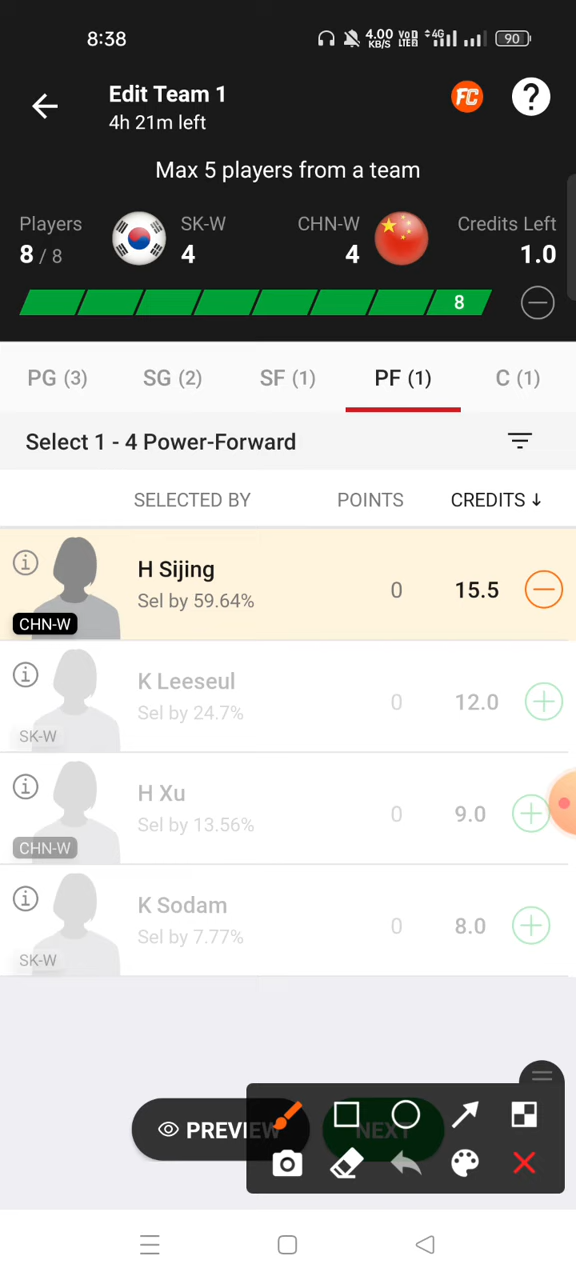 8:38
4.00 KB/S Vo) LTE2 4G 90
Edit Team 1
FC
?
4h 21m left
Max 5 players from a team
Players SK-W CHN-W Credits Left
8 / 8 4 4 1.0
8
PG (3) SG (2) SF (1) PF (1) C (1)
Select 1 - 4 Power-Forward
SELECTED BY POINTS CREDITS ↓
H Sijing
Sel by 59.64% 0 15.5
CHN-W
K Leeseul
Sel by 24.7% 0 12.0
SK-W
H Xu
Sel by 13.56% 0 9.0
CHN-W
K Sodam
Sel by 7.77% 0 8.0
SK-W
PREVIEW NEXT